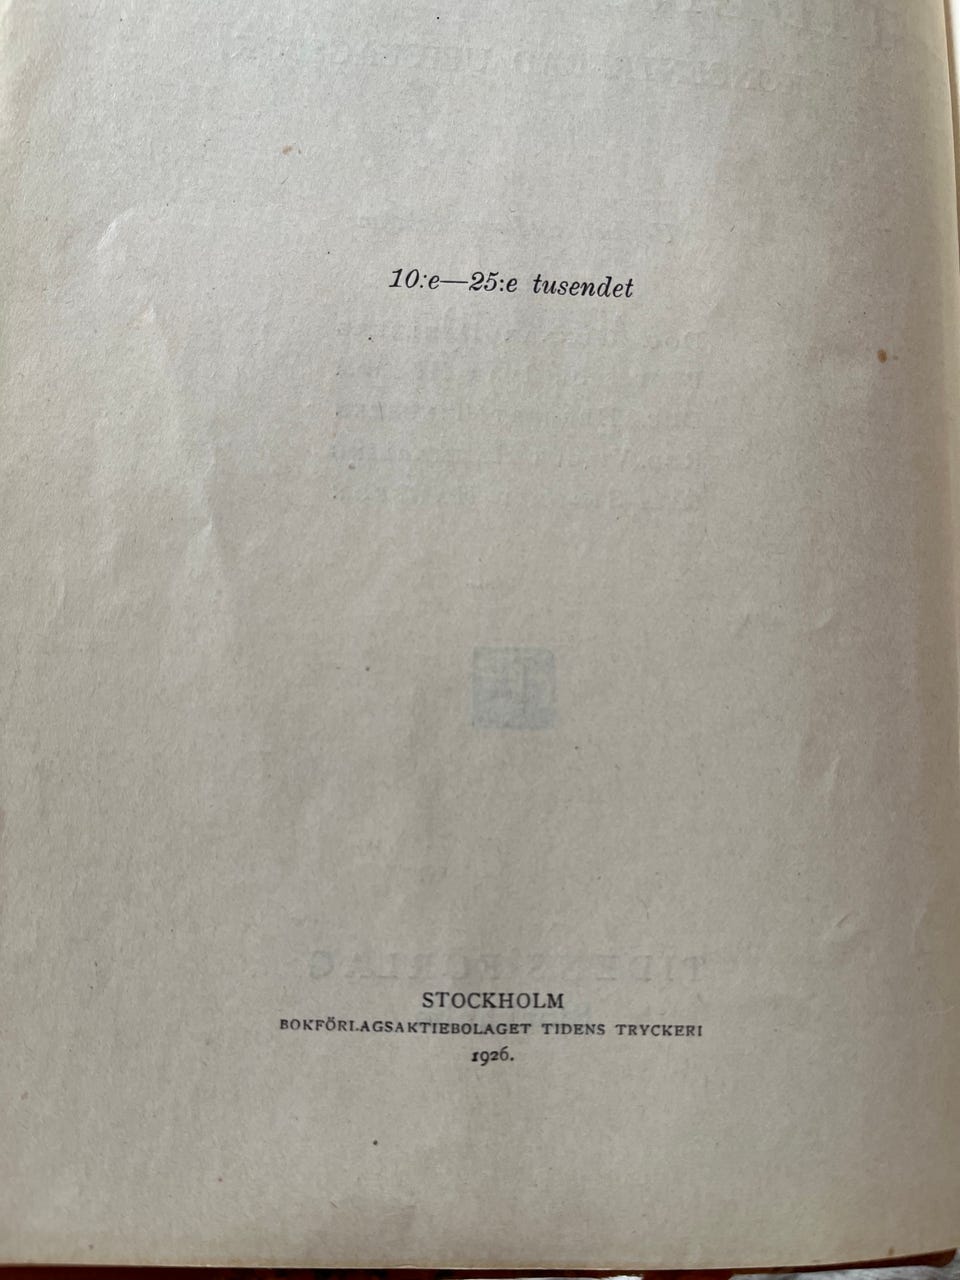 10:e—25:e tusendet
STOCKHOLM
BOKFÖRLAGSAKTIEBOLAGET TIDENS TRYCKERI
1926.